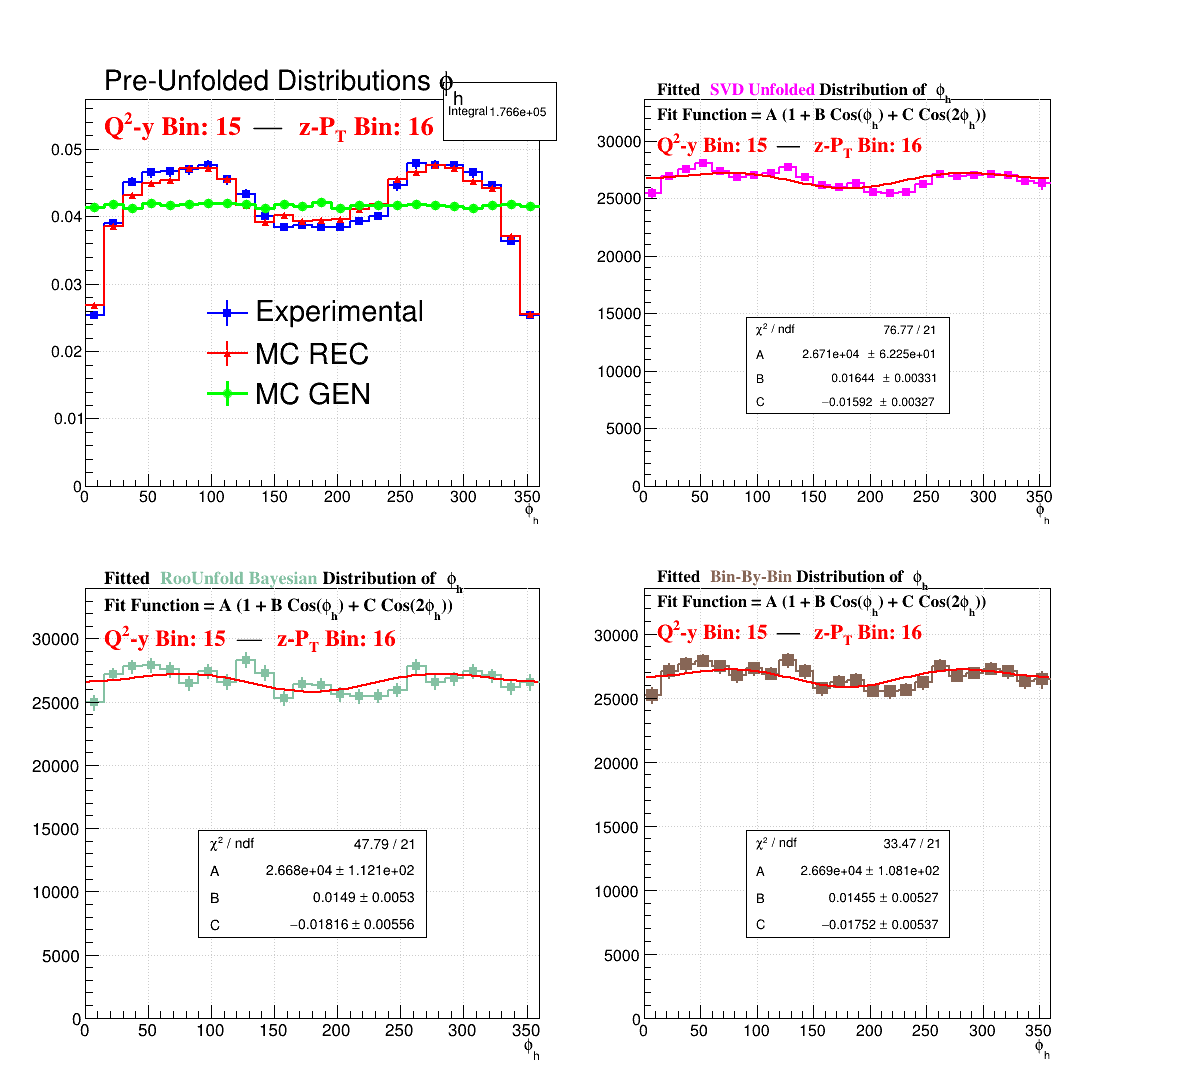 Pre-Unfolded Distributions ϕh
Integral 1.766e+05
Q2-y Bin: 15 — z-PT Bin: 16
0.05
0.04
0.03
0.02
0.01
0
Experimental
MC REC
MC GEN
0 50 100 150 200 250 300 350
ϕh
Fitted SVD Unfolded Distribution of ϕh
Fit Function = A (1 + B Cos(ϕh) + C Cos(2ϕh))
Q2-y Bin: 15 — z-PT Bin: 16
30000
25000
20000
15000
10000
5000
0
χ2 / ndf 76.77 / 21
A 2.671e+04 ± 6.225e+01
B 0.01644 ± 0.00331
C −0.01592 ± 0.00327
0 50 100 150 200 250 300 350
ϕh
Fitted RooUnfold Bayesian Distribution of ϕh
Fit Function = A (1 + B Cos(ϕh) + C Cos(2ϕh))
Q2-y Bin: 15 — z-PT Bin: 16
30000
25000
20000
15000
10000
5000
0
χ2 / ndf 47.79 / 21
A 2.668e+04 ± 1.121e+02
B 0.0149 ± 0.0053
C −0.01816 ± 0.00556
0 50 100 150 200 250 300 350
ϕh
Fitted Bin-By-Bin Distribution of ϕh
Fit Function = A (1 + B Cos(ϕh) + C Cos(2ϕh))
Q2-y Bin: 15 — z-PT Bin: 16
30000
25000
20000
15000
10000
5000
0
χ2 / ndf 33.47 / 21
A 2.669e+04 ± 1.081e+02
B 0.01455 ± 0.00527
C −0.01752 ± 0.00537
0 50 100 150 200 250 300 350
ϕh